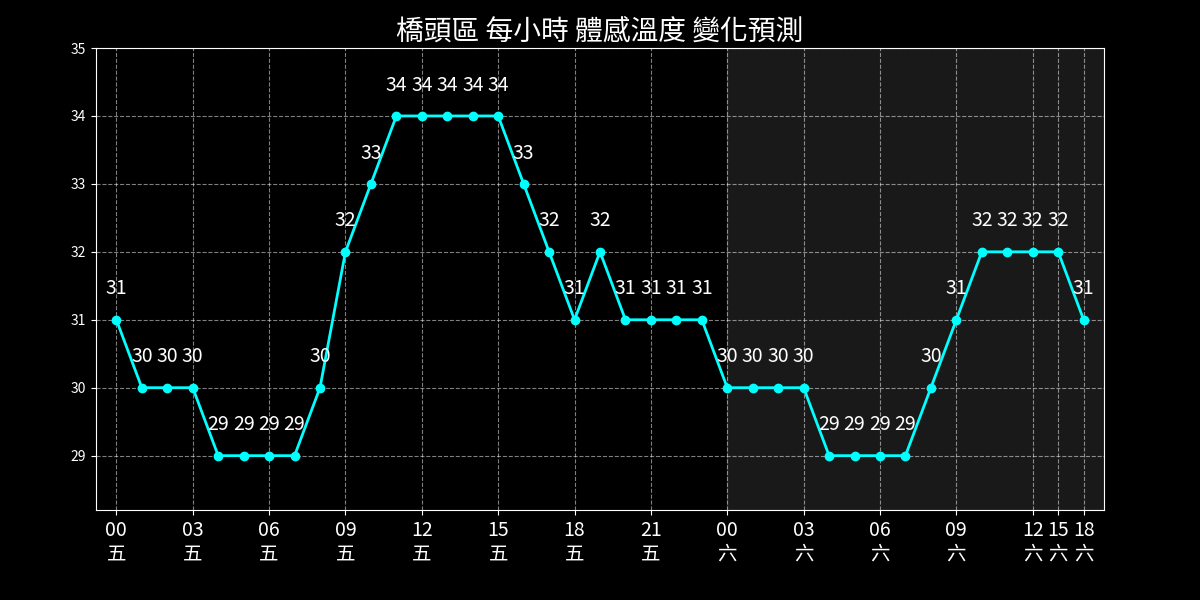 橋頭區 每小時 體感溫度 變化預測
35
34
33
32
31
30
29
34 34 34 34 34
33 33
32 32 32 32 32 32 32
31 31 31 31 31 31 31 31
30 30 30 30 30 30 30 30 30
29 29 29 29 29 29 29 29
00 03 06 09 12 15 18 21 00 03 06 09 12 15 18
五 五 五 五 五 五 五 五 六 六 六 六 六 六 六